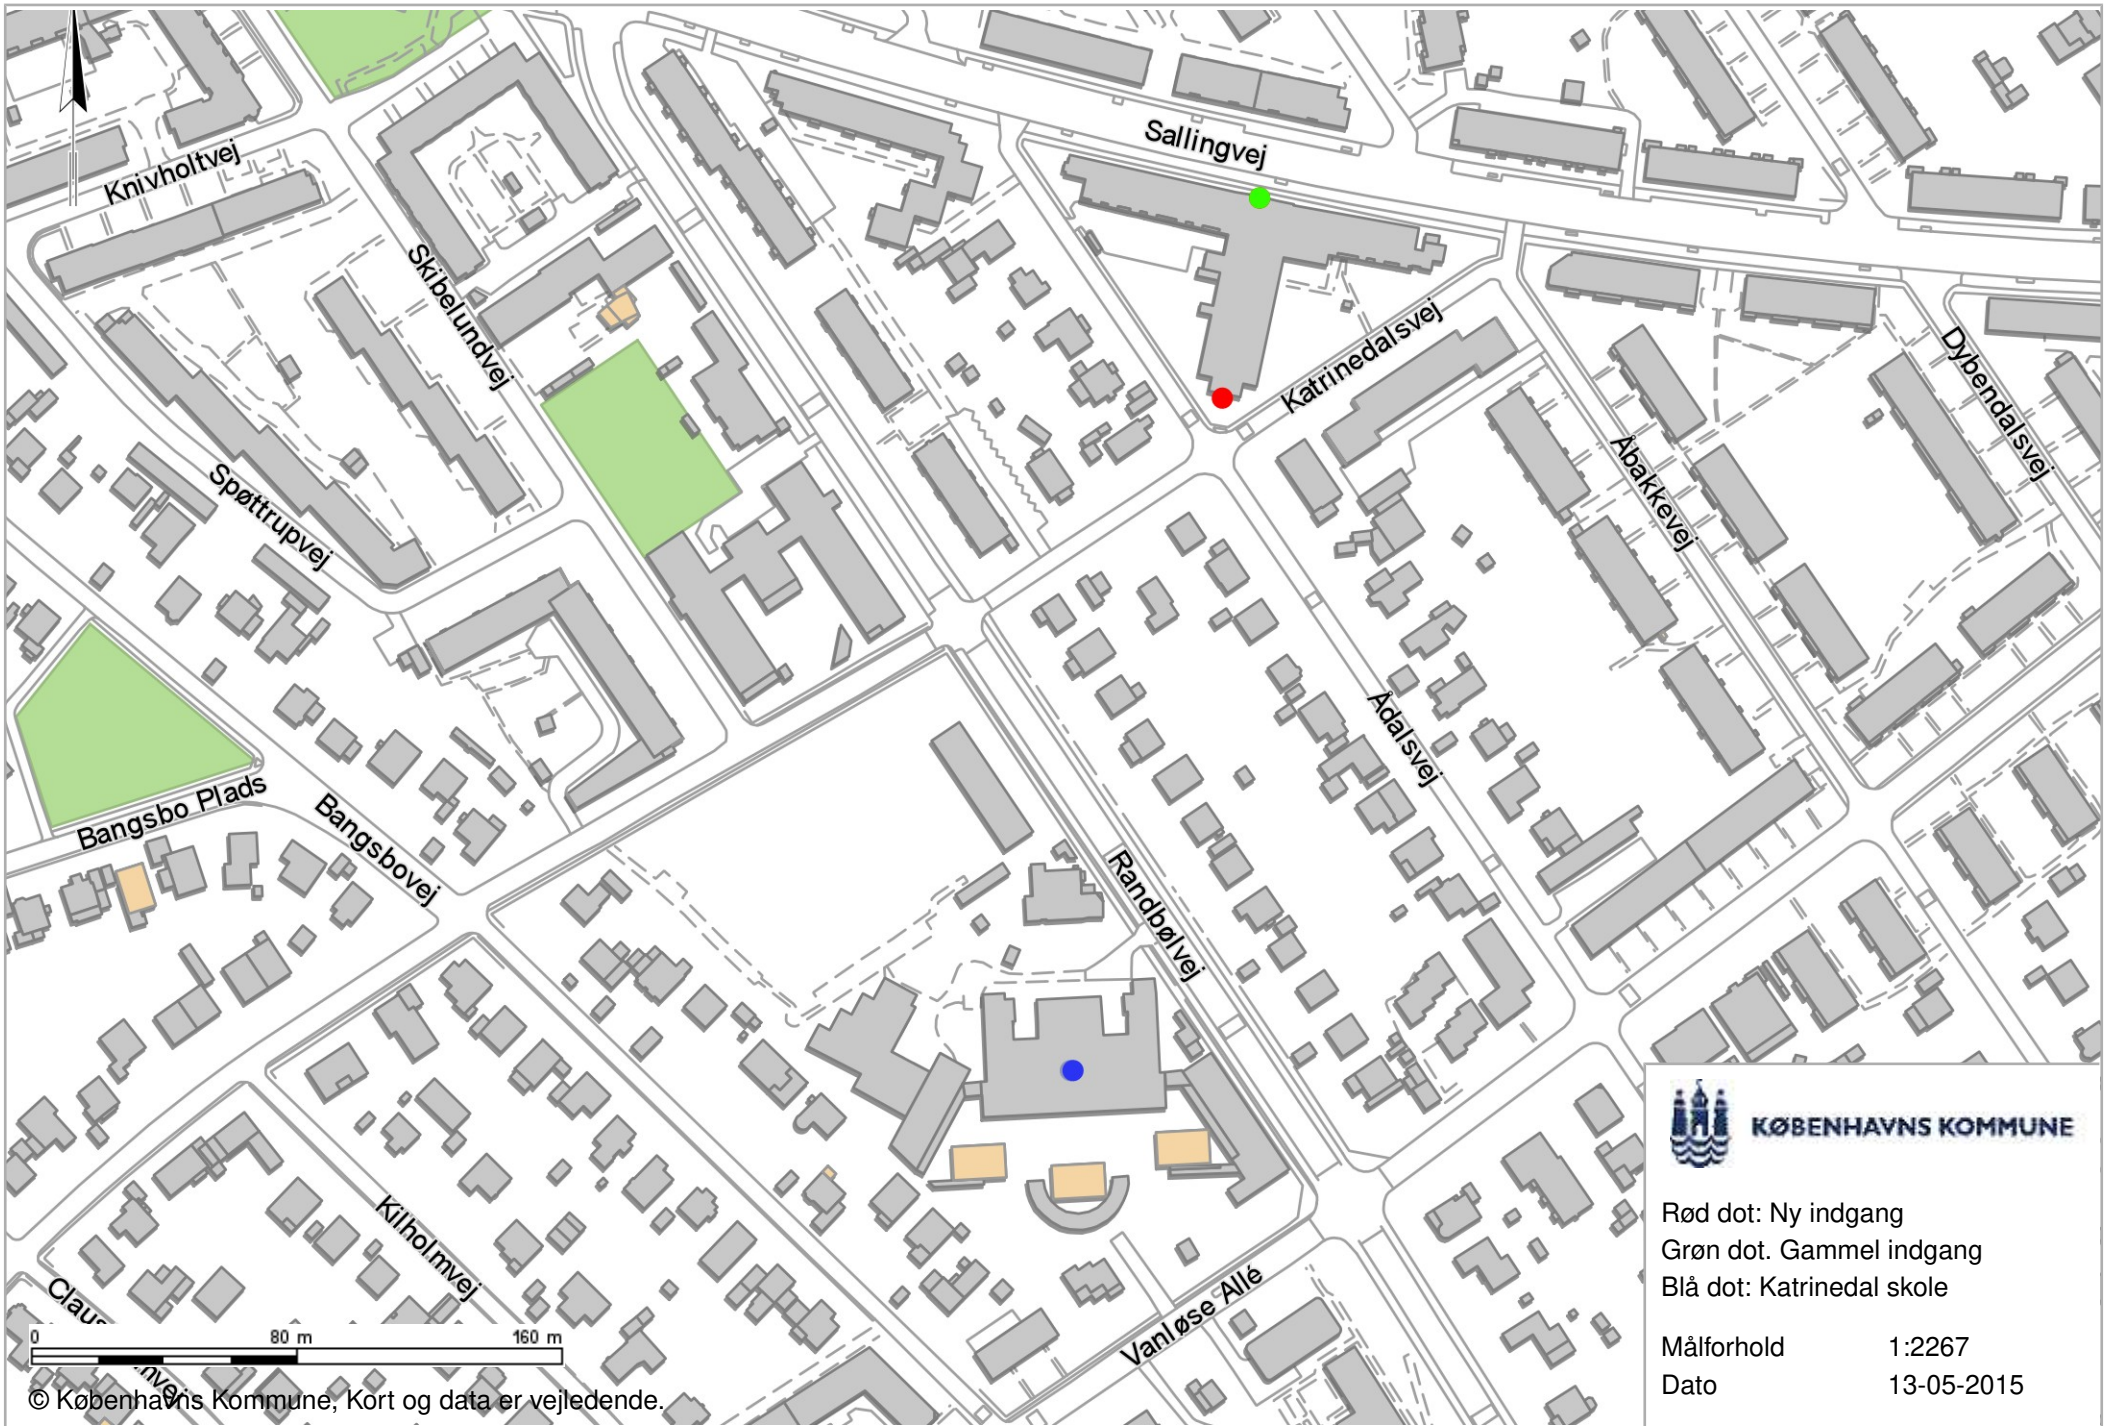 Sallingvej
Knivholtvej
Skibelundvej
Katrinedalsvej
Dybendalsvej
Åbakkevej
Spøttrupvej
Ådalsvej
Bangsbo Plads
Bangsbovej
Randbølvej
Kilholmvej
Vanløse Allé
Claus
mvej
KØBENHAVNS KOMMUNE
Rød dot: Ny indgang
Grøn dot. Gammel indgang
Blå dot: Katrinedal skole
Målforhold 1:2267
Dato 13-05-2015
0 80 m 160 m
© Københavns Kommune, Kort og data er vejledende.